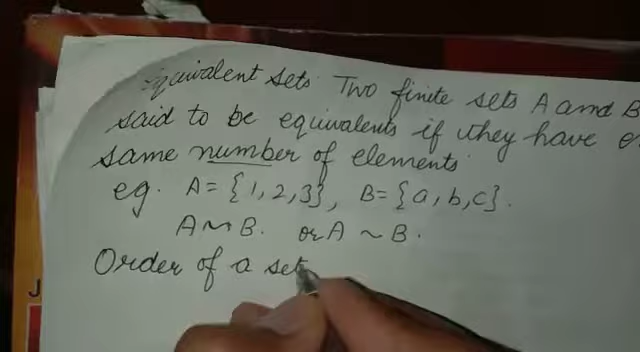 Equivalent sets. Two finite sets A and B
said to be equivalents if they have
same number of elements.
eg. A = {1, 2, 3}, B = {a, b, c}.
A ~ B. or A ~ B.
Order of a set
J